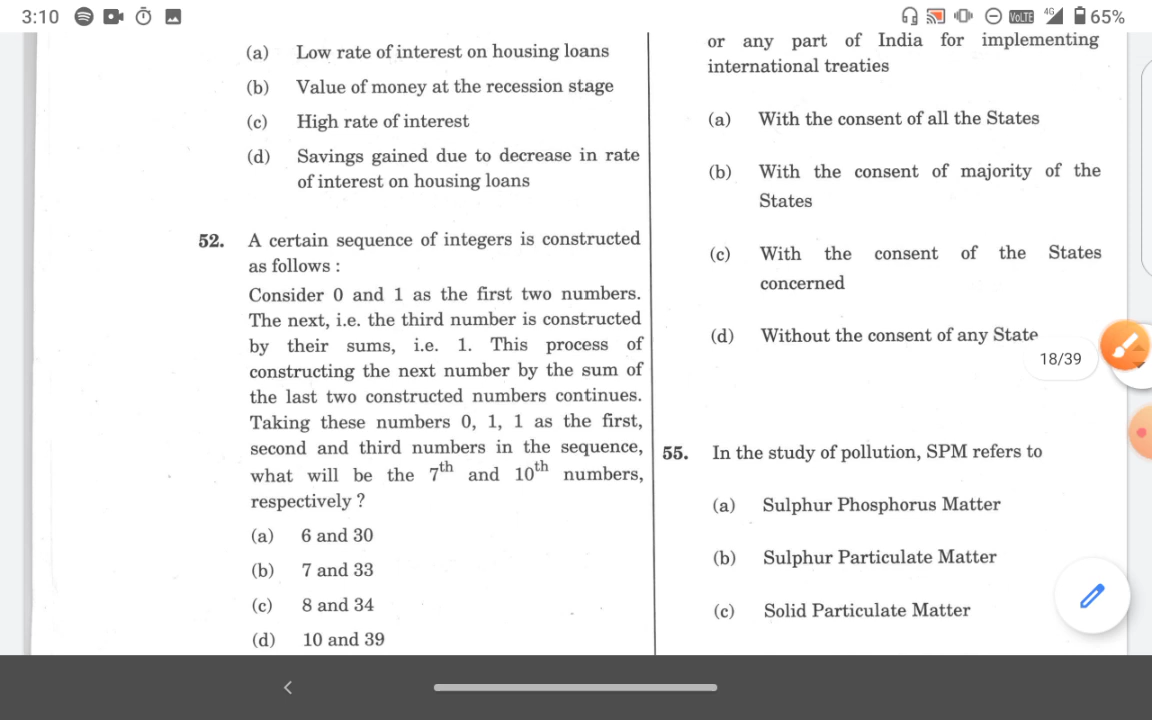 3:10
VoLTE 4G 65%
(a) Low rate of interest on housing loans
(b) Value of money at the recession stage
(c) High rate of interest
(d) Savings gained due to decrease in rate
of interest on housing loans
52. A certain sequence of integers is constructed
as follows :
Consider 0 and 1 as the first two numbers.
The next, i.e. the third number is constructed
by their sums, i.e. 1. This process of
constructing the next number by the sum of
the last two constructed numbers continues.
Taking these numbers 0, 1, 1 as the first,
second and third numbers in the sequence,
what will be the 7th and 10th numbers,
respectively ?
(a) 6 and 30
(b) 7 and 33
(c) 8 and 34
(d) 10 and 39
or any part of India for implementing
international treaties
(a) With the consent of all the States
(b) With the consent of majority of the
States
(c) With the consent of the States
concerned
(d) Without the consent of any State
18/39
55. In the study of pollution, SPM refers to
(a) Sulphur Phosphorus Matter
(b) Sulphur Particulate Matter
(c) Solid Particulate Matter